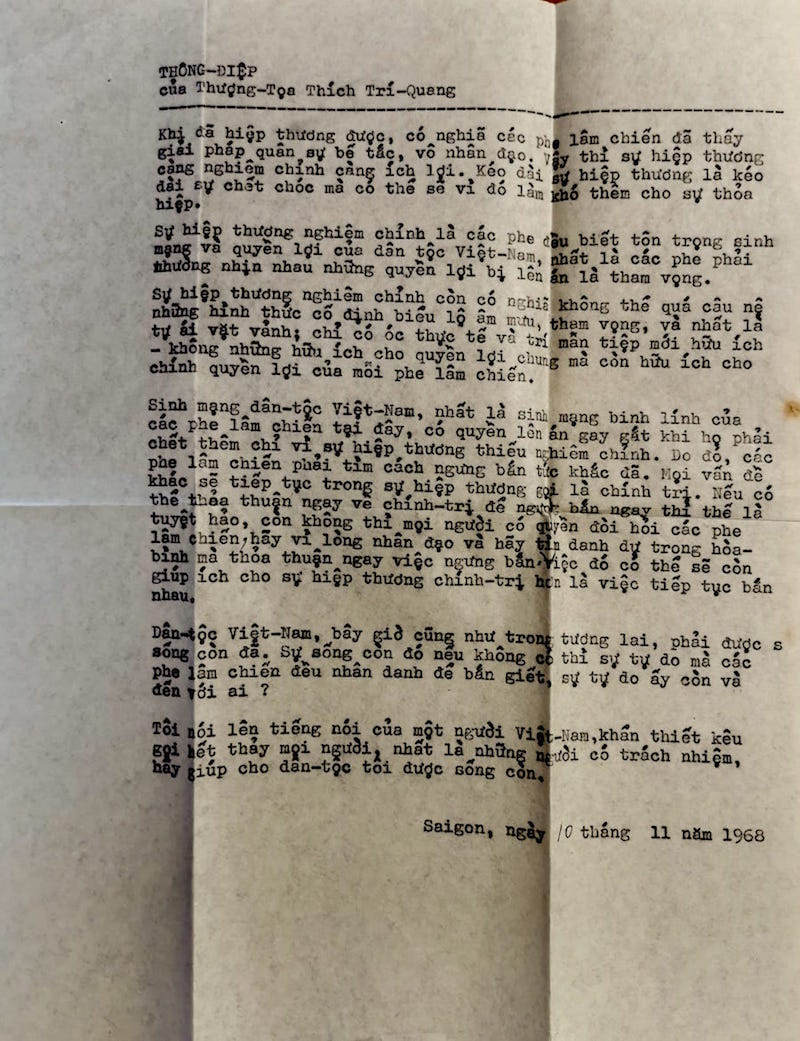 THÔNG-ĐIỆP
của Thượng-Tọa Thích Trí-Quang
Khị đã hiệp thương được, có nghĩa các phe lâm chiến đã thấy
giải pháp quân sự bế tắc, vô nhân đạo. Vậy thì sự hiệp thương
càng nghiêm chỉnh càng ích lợi. Kéo dài sự hiệp thương là kéo
dài sự chết chóc mà có thể sẽ vì đó làm khó thêm cho sự thỏa
hiệp.
Sự hiệp thương nghiêm chỉnh là các phe đều biết tôn trọng sinh
mạng và quyền lợi của dân tộc Việt-Nam, nhất là các phe phải
nhường nhịn nhau những quyền lợi bị lên án là tham vọng.
Sự hiệp thương nghiêm chỉnh còn có nghĩa không thể quá câu nệ
những hình thức cố định biểu lộ âm mưu, tham vọng, và nhất là
tự ái vặt vãnh; chỉ có óc thực tế và trí mẫn tiệp mới hữu ích
- không những hữu ích cho quyền lợi chung mà còn hữu ích cho
chính quyền lợi của mỗi phe lâm chiến.
Sinh mạng dân-tộc Việt-Nam, nhất là sinh mạng binh lính của
các phe lâm chiến tại đây, có quyền lên án gay gắt khi họ phải
chết thêm chỉ vì sự hiệp thương thiếu nghiêm chỉnh. Do đó, các
phe lâm chiến phải tìm cách ngưng bắn tức khắc đã. Mọi vấn đề
khác sẽ tiếp tục trong sự hiệp thương gọi là chính trị. Nếu có
thể thỏa thuận ngay về chính-trị để ngưng bắn ngay thì thế là
tuyệt hảo, còn không thì mọi người có quyền đòi hỏi các phe
lâm chiến, hãy vì lòng nhân đạo và hãy tìm danh dự trong hòa-
bình mà thỏa thuận ngay việc ngưng bắn. Việc đó có thể sẽ còn
giúp ích cho sự hiệp thương chính-trị hơn là việc tiếp tục bắn
nhau.
Dân-tộc Việt-Nam, bây giờ cũng như trong tương lai, phải được s
sống còn đã. Sự sống còn đó nếu không có thì sự tự do mà các
phe lâm chiến đều nhân danh để bắn giết, sự tự do ấy còn và
đến với ai ?
Tôi nói lên tiếng nói của một người Việt-Nam, khẩn thiết kêu
gọi hết thảy mọi người, nhất là những người có trách nhiệm,
hãy giúp cho dân-tộc tôi được sống còn.
Saigon, ngày 10 tháng 11 năm 1968